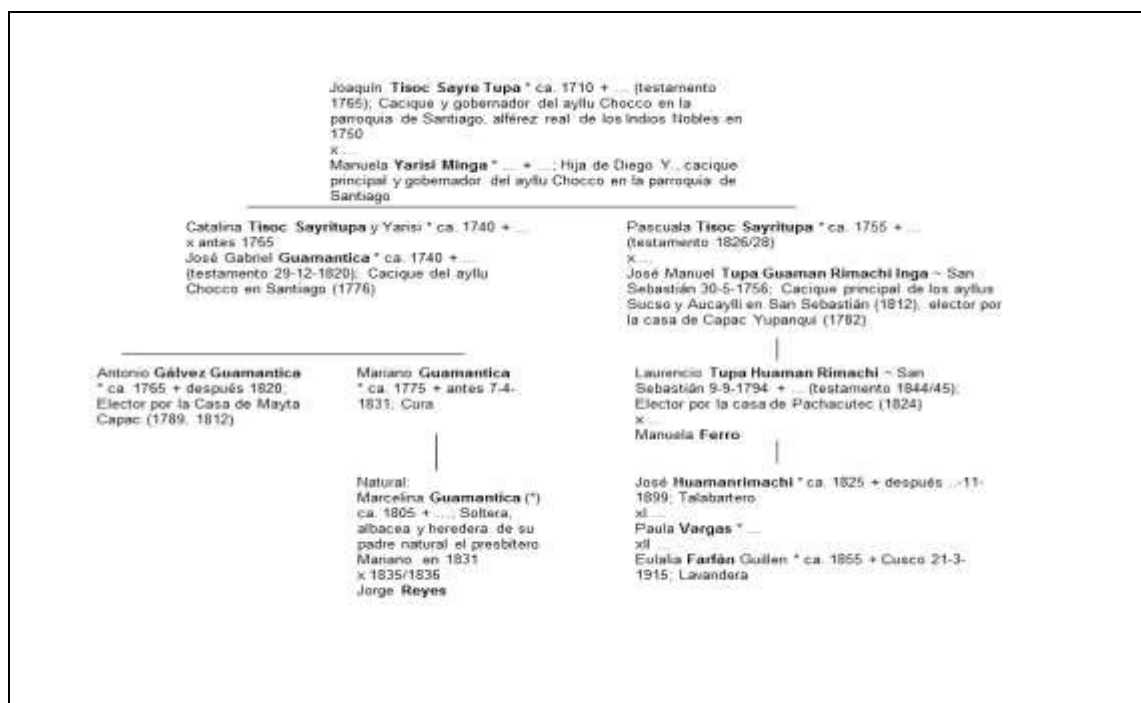 Joaquin Tisoc Sayre Tupa * ca. 1710 + ... (testamento
1765); Cacique y gobernador del ayllu Chocco en la
parroquia de Santiago, alférez real de los Indios Nobles en
1750
x ...
Manuela Yarisi Minga * ... + ...; Hija de Diego Y., cacique
principal y gobernador del ayllu Chocco en la parroquia de
Santiago
Catalina Tisoc Sayritupa y Yarisi * ca. 1740 + ...
x antes 1765
José Gabriel Guamantica * ca. 1740 + ...
(testamento 29-12-1820); Cacique del ayllu
Chocco en Santiago (1776)
Pascuala Tisoc Sayritupa * ca. 1755 + ...
(testamento 1826/28)
x ...
José Manuel Tupa Guaman Rimachi Inga ~ San
Sebastián 30-5-1756; Cacique principal de los ayllus
Sucso y Aucaylli en San Sebastián (1812), elector por
la casa de Capac Yupanqui (1782)
Antonio Gálvez Guamantica
* ca. 1765 + después 1820;
Elector por la Casa de Mayta
Capac (1789, 1812)
Mariano Guamantica
* ca. 1775 + antes 7-4-
1831; Cura
Laurencio Tupa Huaman Rimachi ~ San
Sebastián 9-9-1794 + ... (testamento 1844/45);
Elector por la casa de Pachacutec (1824)
x ...
Manuela Ferro
Natural:
Marcelina Guamantica (*)
ca. 1805 + ...., Soltera,
albacea y heredera de su
padre natural el presbítero
Mariano en 1831
x 1835/1836
Jorge Reyes
José Huamanrimachi * ca. 1825 + después ..-11-
1899; Talabartero
xI ...
Paula Vargas * ...
xII ...
Eulalia Farfán Guillen * ca. 1855 + Cusco 21-3-
1915; Lavandera